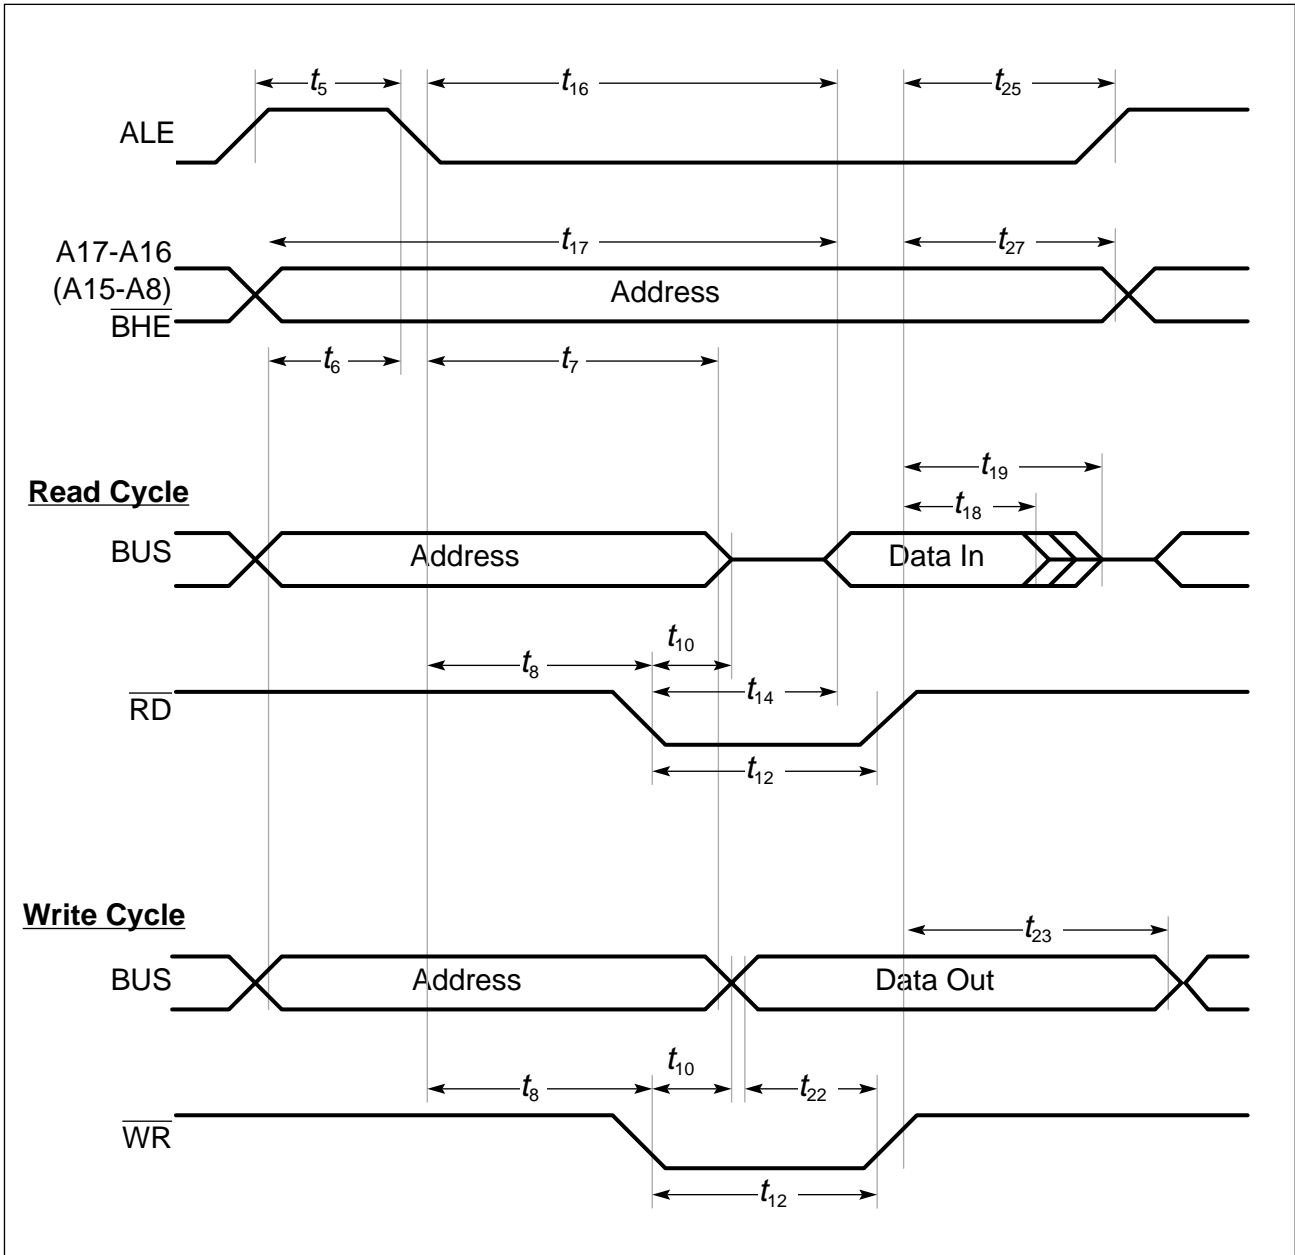 t5
t16
t25
ALE
A17-A16
(A15-A8)
BHE
t17
t27
Address
t6
t7
t19
Read Cycle
t18
BUS
Address
Data In
t10
t8
RD
t14
t12
Write Cycle
t23
BUS
Address
Data Out
t10
t8
t22
WR
t12